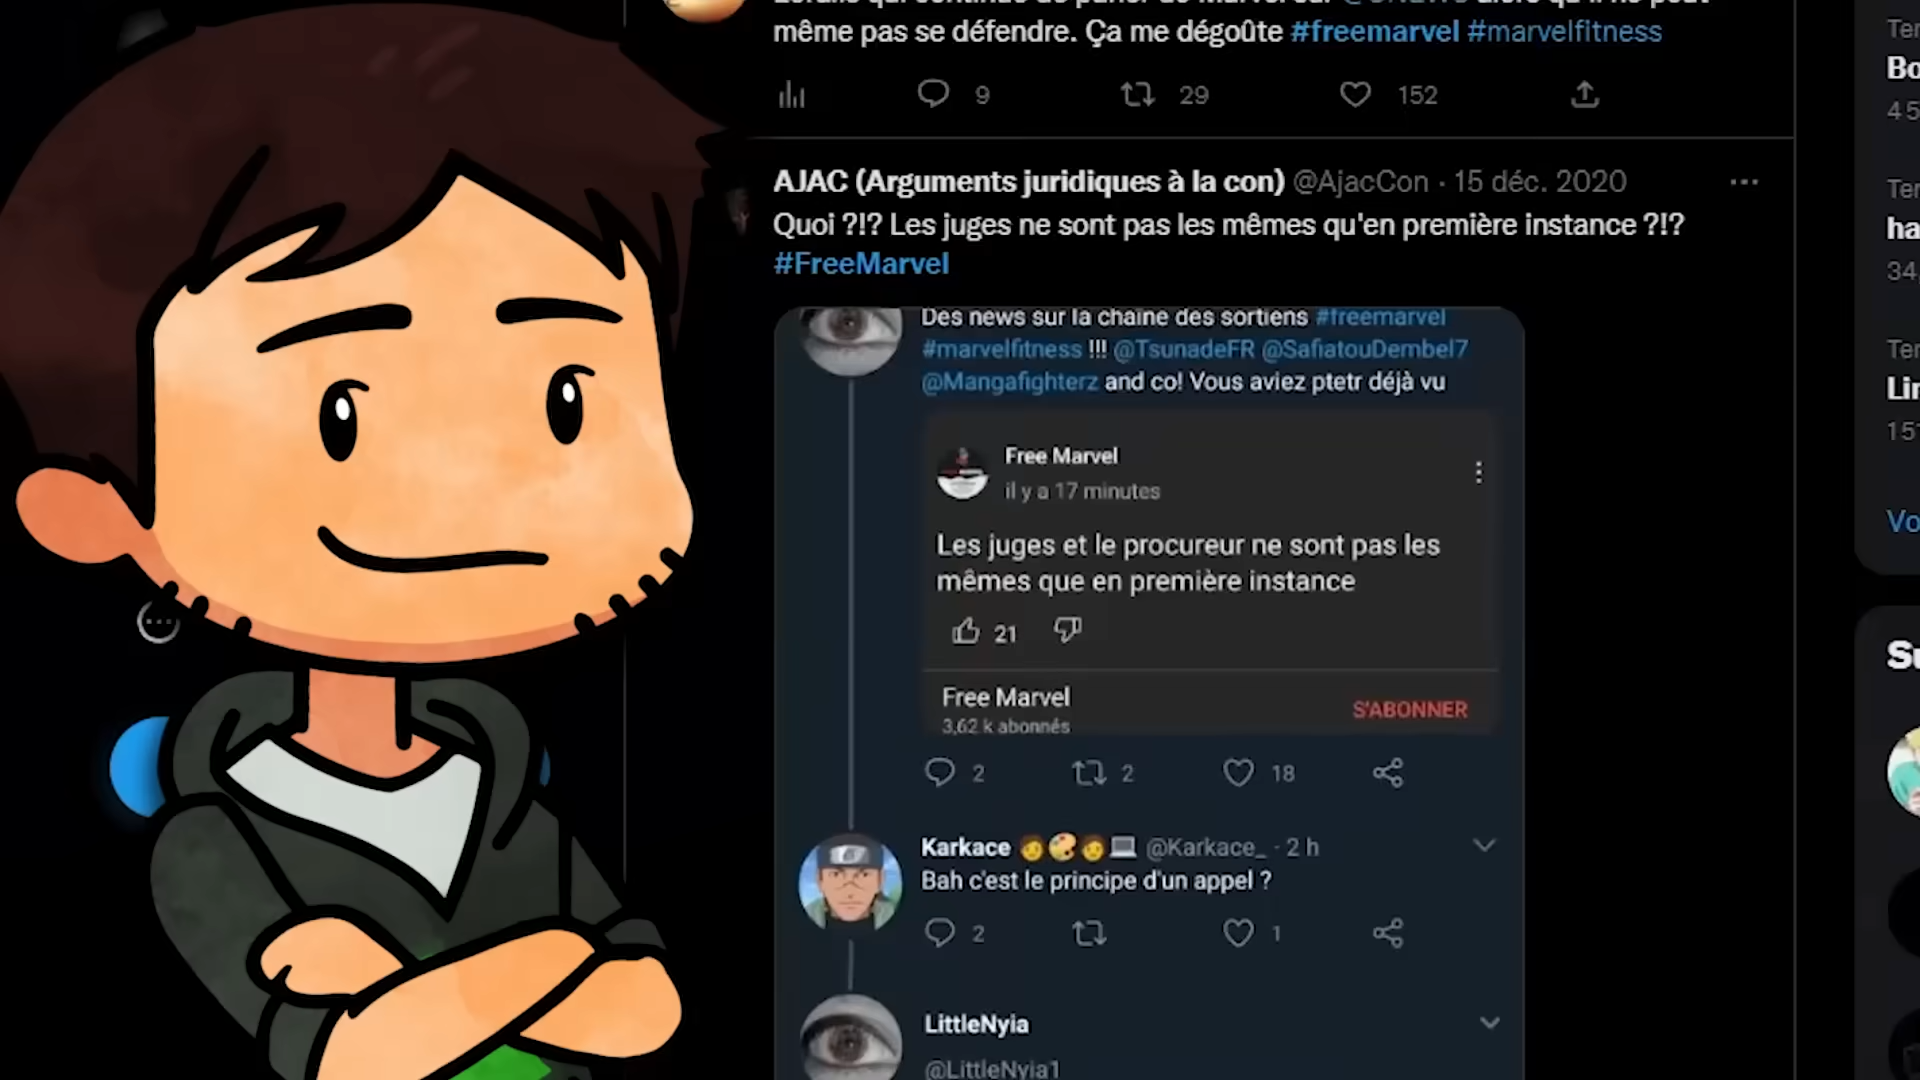 même pas se défendre. Ça me dégoûte #freemarvel #marvelfitness
9 29 152
AJAC (Arguments juridiques à la con) @AjacCon · 15 déc. 2020
Quoi ?!? Les juges ne sont pas les mêmes qu'en première instance ?!?
#FreeMarvel
Des news sur la chaine des sortiens #freemarvel
#marvelfitness !!! @TsunadeFR @SafiatouDembel7
@Mangafighterz and co! Vous aviez ptetr déjà vu
Free Marvel
il y a 17 minutes
Les juges et le procureur ne sont pas les
mêmes que en première instance
21
Free Marvel
3,62 k abonnés
S'ABONNER
2 2 18
Karkace @Karkace_ · 2 h
Bah c'est le principe d'un appel ?
2 1
LittleNyia
@LittleNyia1